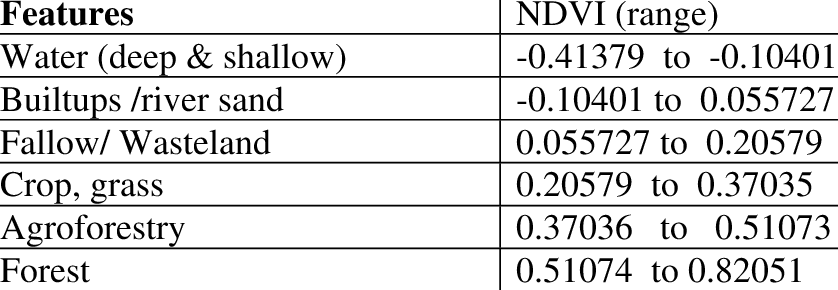 Features NDVI (range)
Water (deep & shallow) -0.41379 to -0.10401
Builtups /river sand -0.10401 to 0.055727
Fallow/ Wasteland 0.055727 to 0.20579
Crop, grass 0.20579 to 0.37035
Agroforestry 0.37036 to 0.51073
Forest 0.51074 to 0.82051